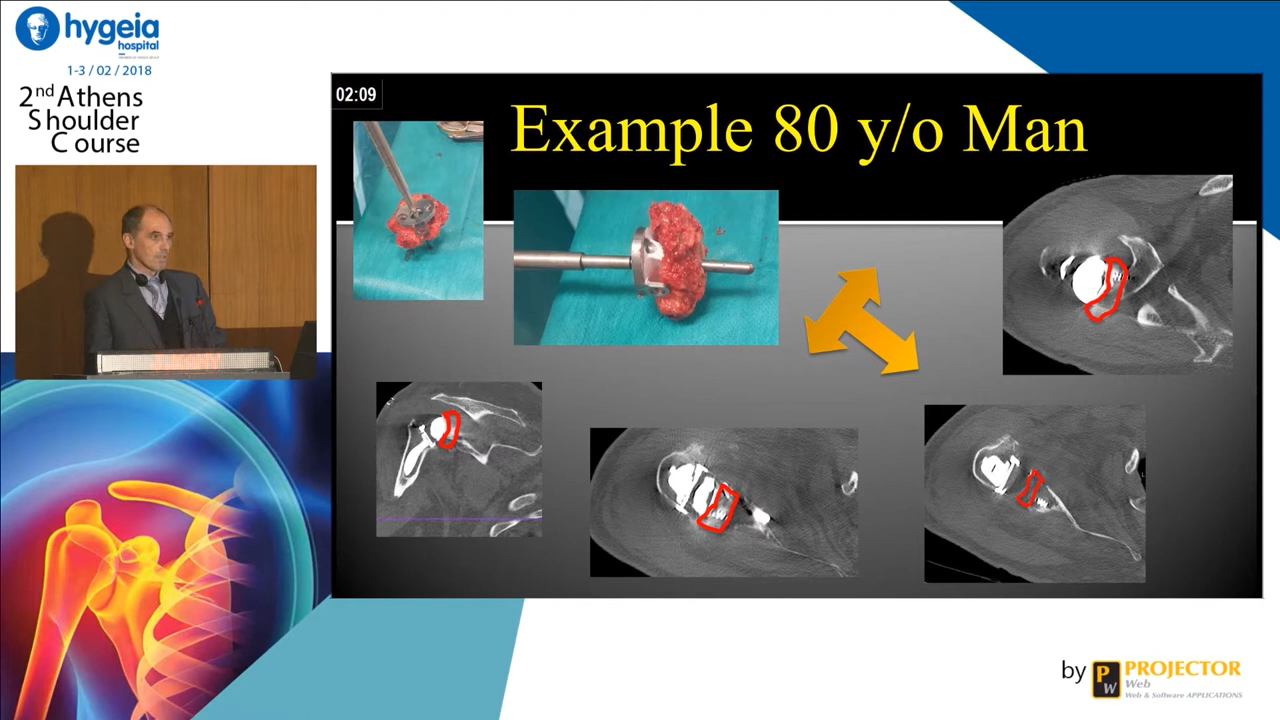 hygeia
hospital
1-3 / 02 / 2018
2nd Athens
Shoulder
Course
02:09
Example 80 y/o Man
by
PW
PROJECTOR
Web
Web & Software APPLICATIONS